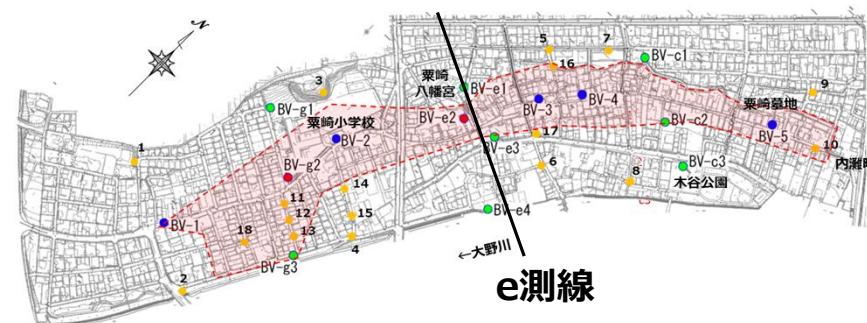 N
1
2
3
4
5
6
7
8
9
10
11
12
13
14
15
16
17
18
粟崎
八幡宮
粟崎小学校
粟崎墓地
木谷公園
内灘町
BV-1
BV-2
BV-3
BV-4
BV-5
BV-g1
BV-g2
BV-g3
BV-e1
BV-e2
BV-e3
BV-e4
BV-c1
BV-c2
BV-c3
←大野川
e測線